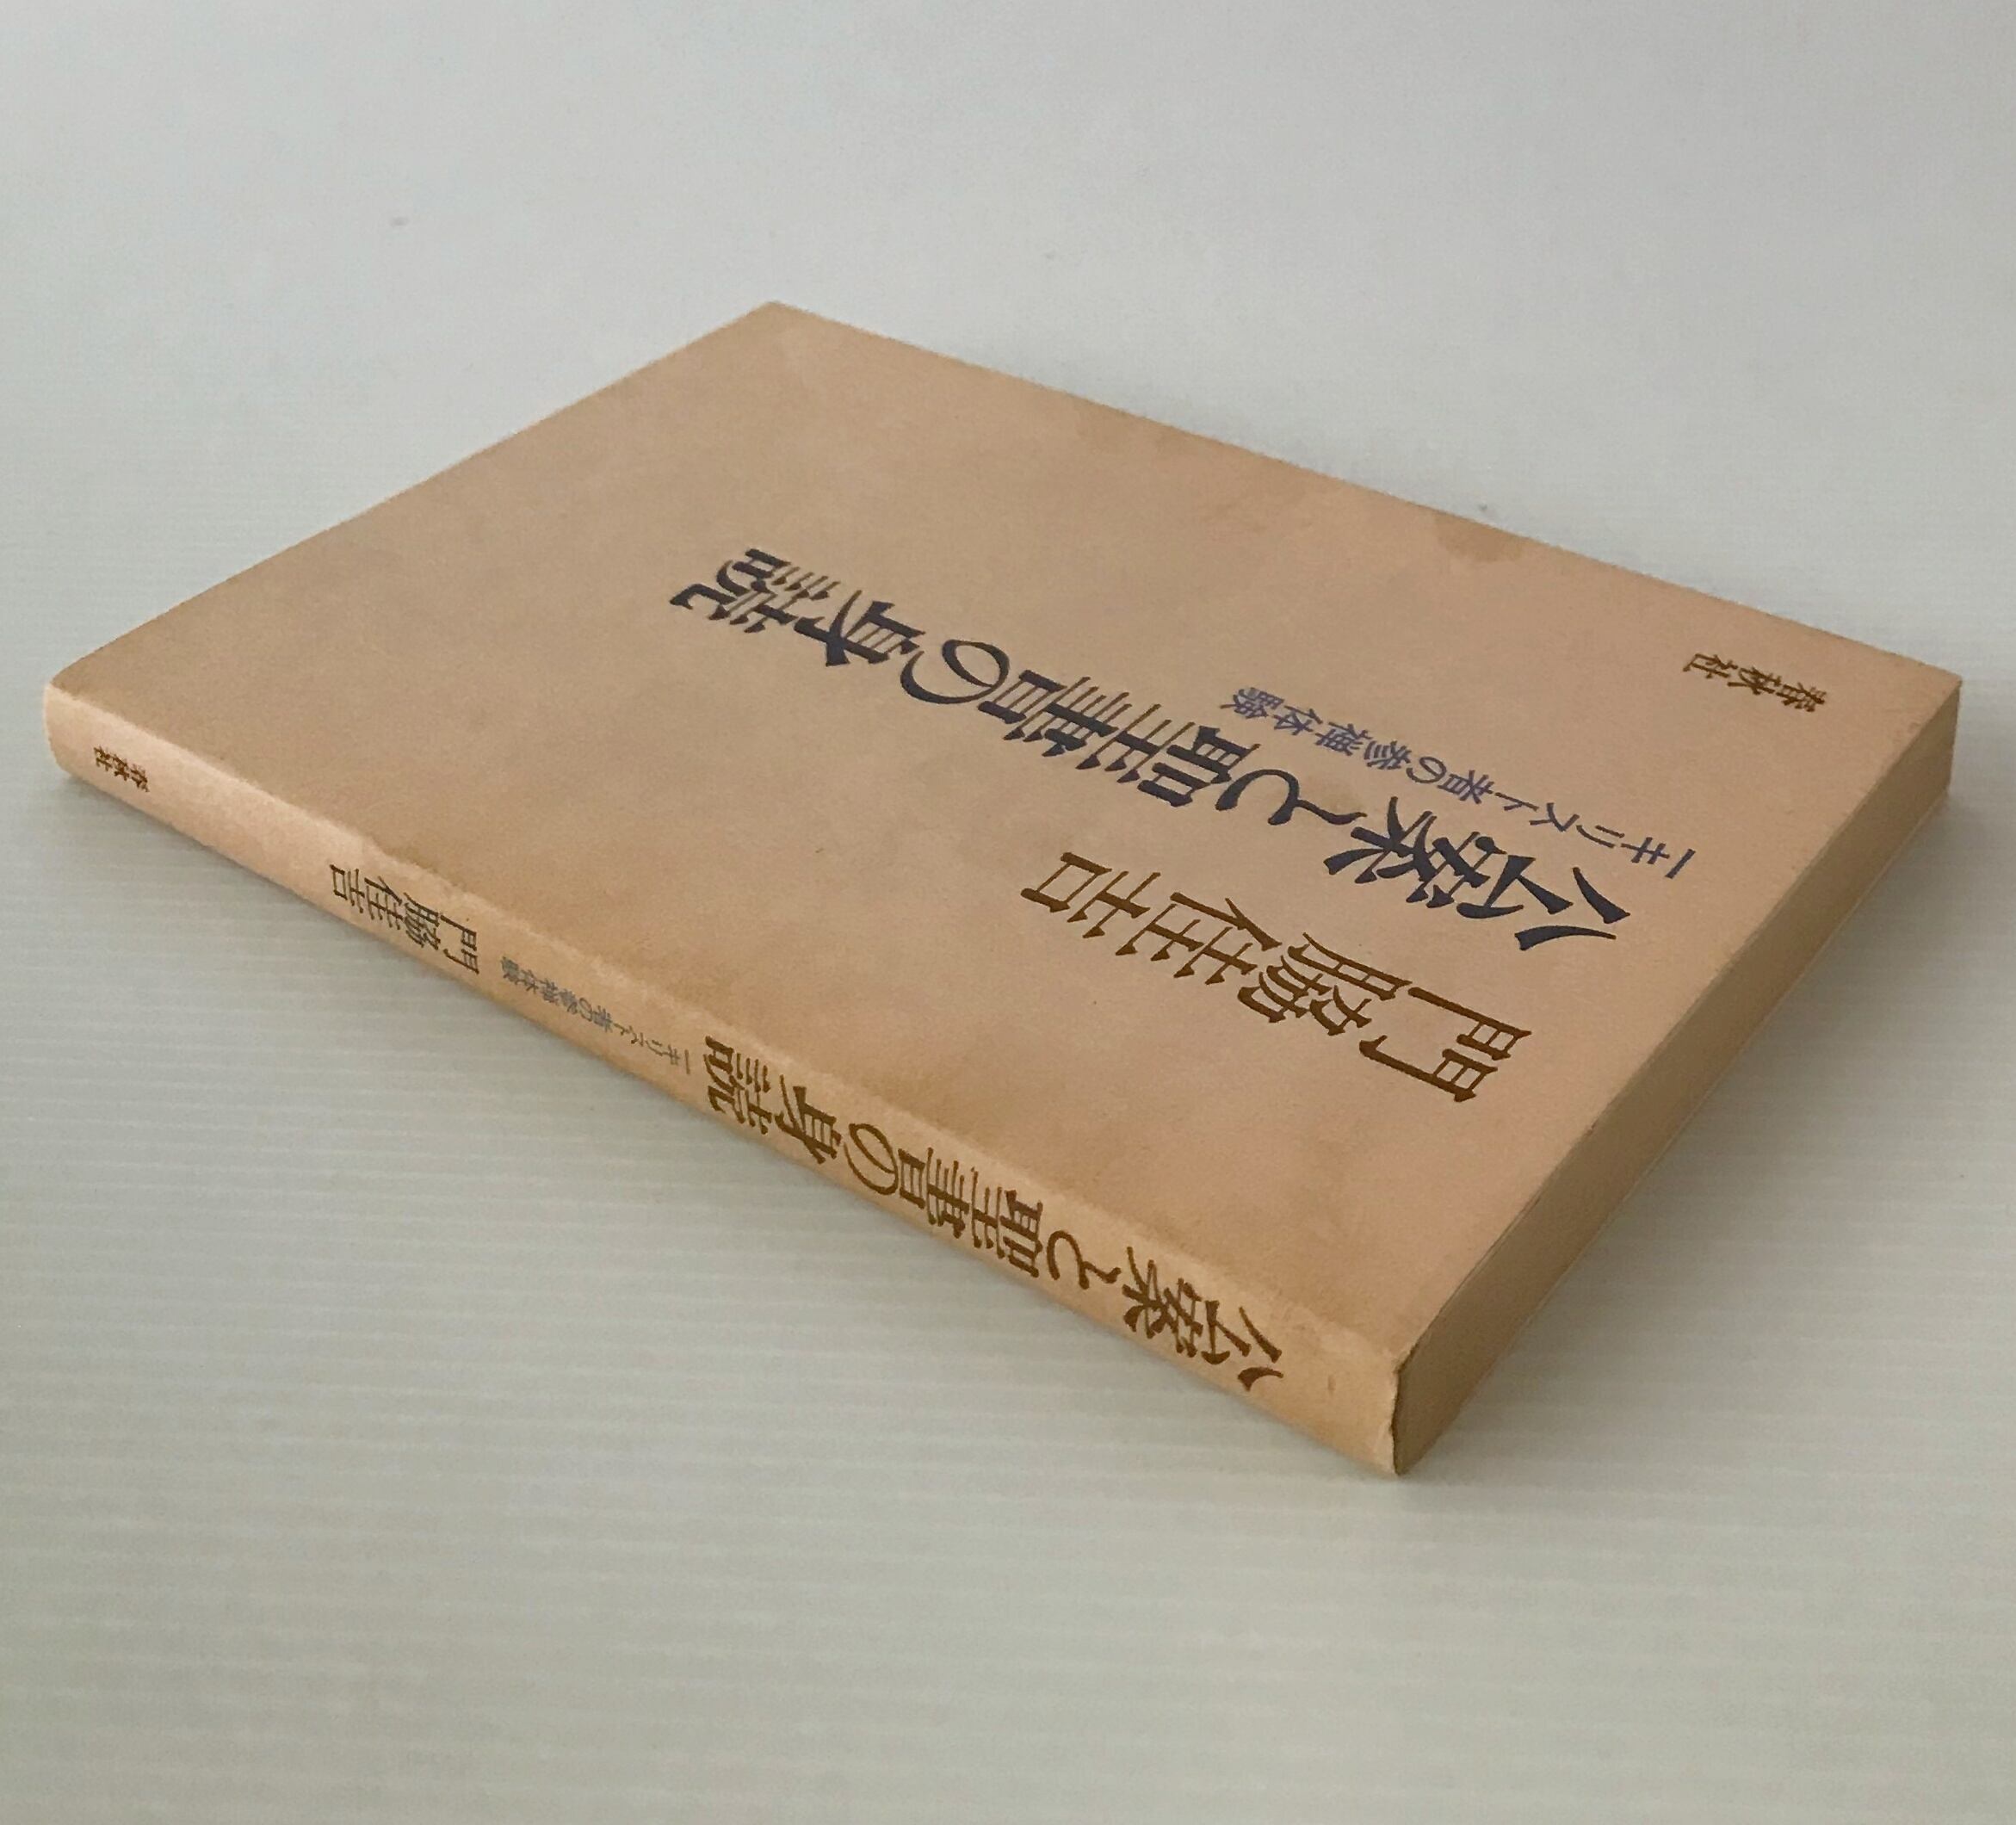 一キリスト者の参禅体験
公案と聖書の身読
門脇佳吉
春秋社
公案と聖書の身読
一キリスト者の参禅体験
門脇佳吉
春秋社